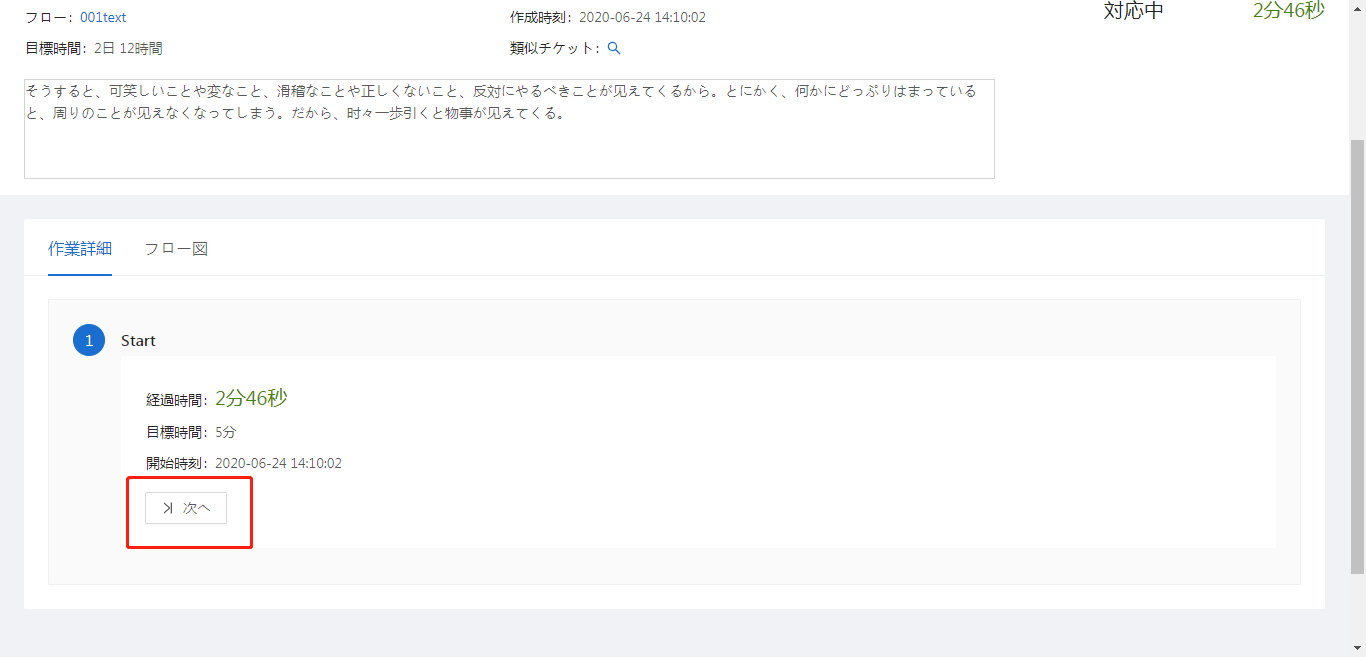 フロー：001text
作成時刻：2020-06-24 14:10:02
対応中
2分46秒
目標時間：2日 12時間
類似チケット：
そうすると、可笑しいことや変なこと、滑稽なことや正しくないこと、反対にやるべきことが见えてくるから。とにかく、何かにどっぷりはまっている
と、周りのことが见えなくなってしまう。だから、时々一歩引くと物事が见えてくる。
作業詳細
フロー図
1
Start
経過時間：2分46秒
目標時間：5分
開始時刻：2020-06-24 14:10:02
次へ